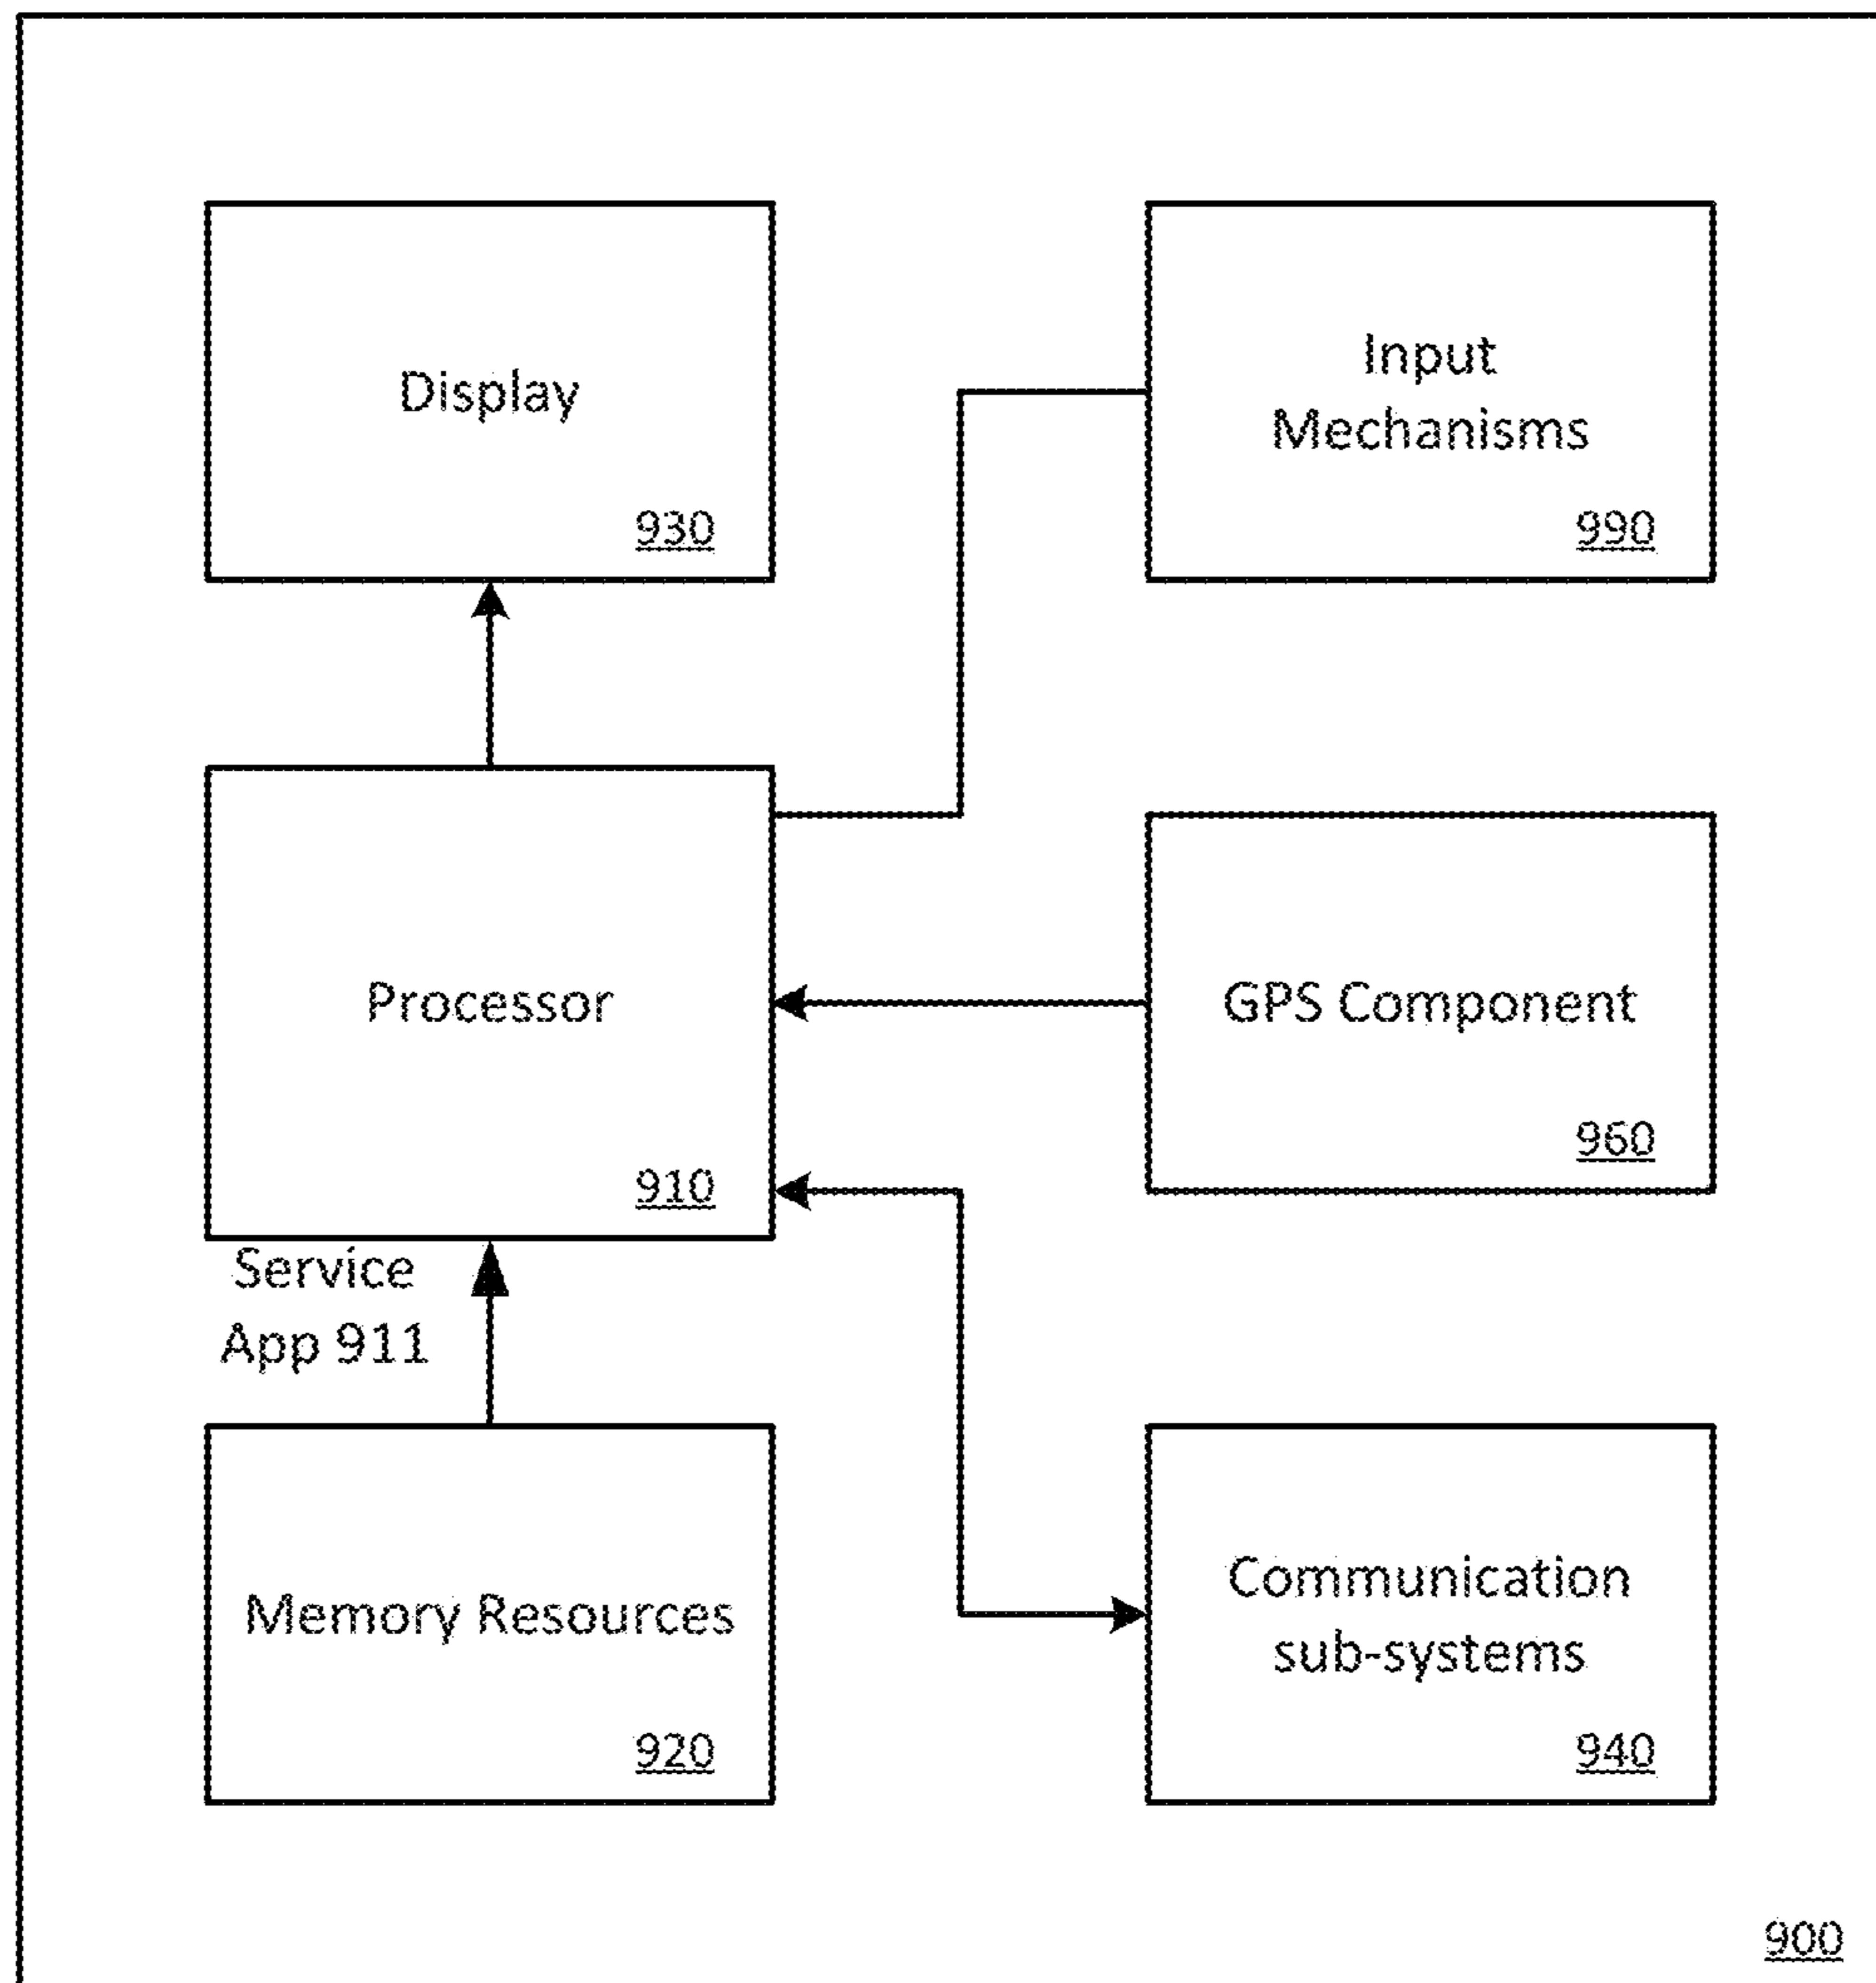 Display
930
Input
Mechanisms
990
Processor
910
GPS Component
960
Service
App 911
Memory Resources
920
Communication
sub-systems
940
900